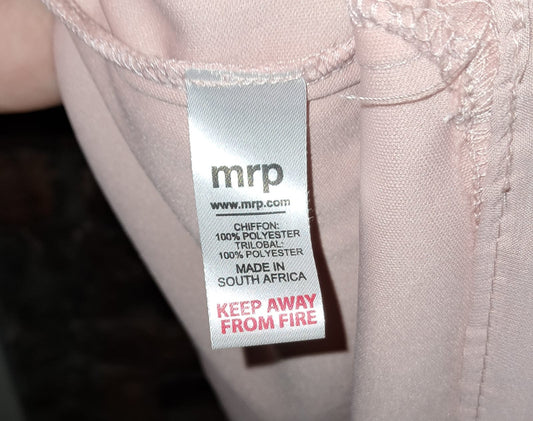 mrp
www.mrp.com
CHIFFON:
100% POLYESTER
TRILOBAL:
100% POLYESTER
MADE IN
SOUTH AFRICA
KEEP AWAY
FROM FIRE